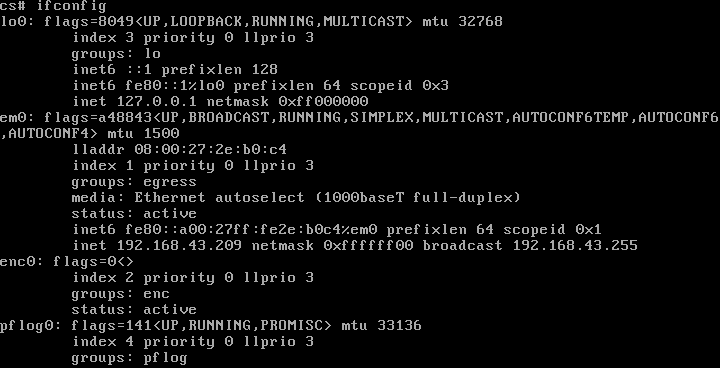 cs# ifconfig
lo0: flags=8049<UP,LOOPBACK,RUNNING,MULTICAST> mtu 32768
index 3 priority 0 llprio 3
groups: lo
inet6 ::1 prefixlen 128
inet6 fe80::1%lo0 prefixlen 64 scopeid 0x3
inet 127.0.0.1 netmask 0xff000000
em0: flags=a48843<UP,BROADCAST,RUNNING,SIMPLEX,MULTICAST,AUTOCONF6TEMP,AUTOCONF6
,AUTOCONF4> mtu 1500
lladdr 08:00:27:2e:b0:c4
index 1 priority 0 llprio 3
groups: egress
media: Ethernet autoselect (1000baseT full-duplex)
status: active
inet6 fe80::a00:27ff:fe2e:b0c4%em0 prefixlen 64 scopeid 0x1
inet 192.168.43.209 netmask 0xffffff00 broadcast 192.168.43.255
enc0: flags=0<>
index 2 priority 0 llprio 3
groups: enc
status: active
pflog0: flags=141<UP,RUNNING,PROMISC> mtu 33136
index 4 priority 0 llprio 3
groups: pflog